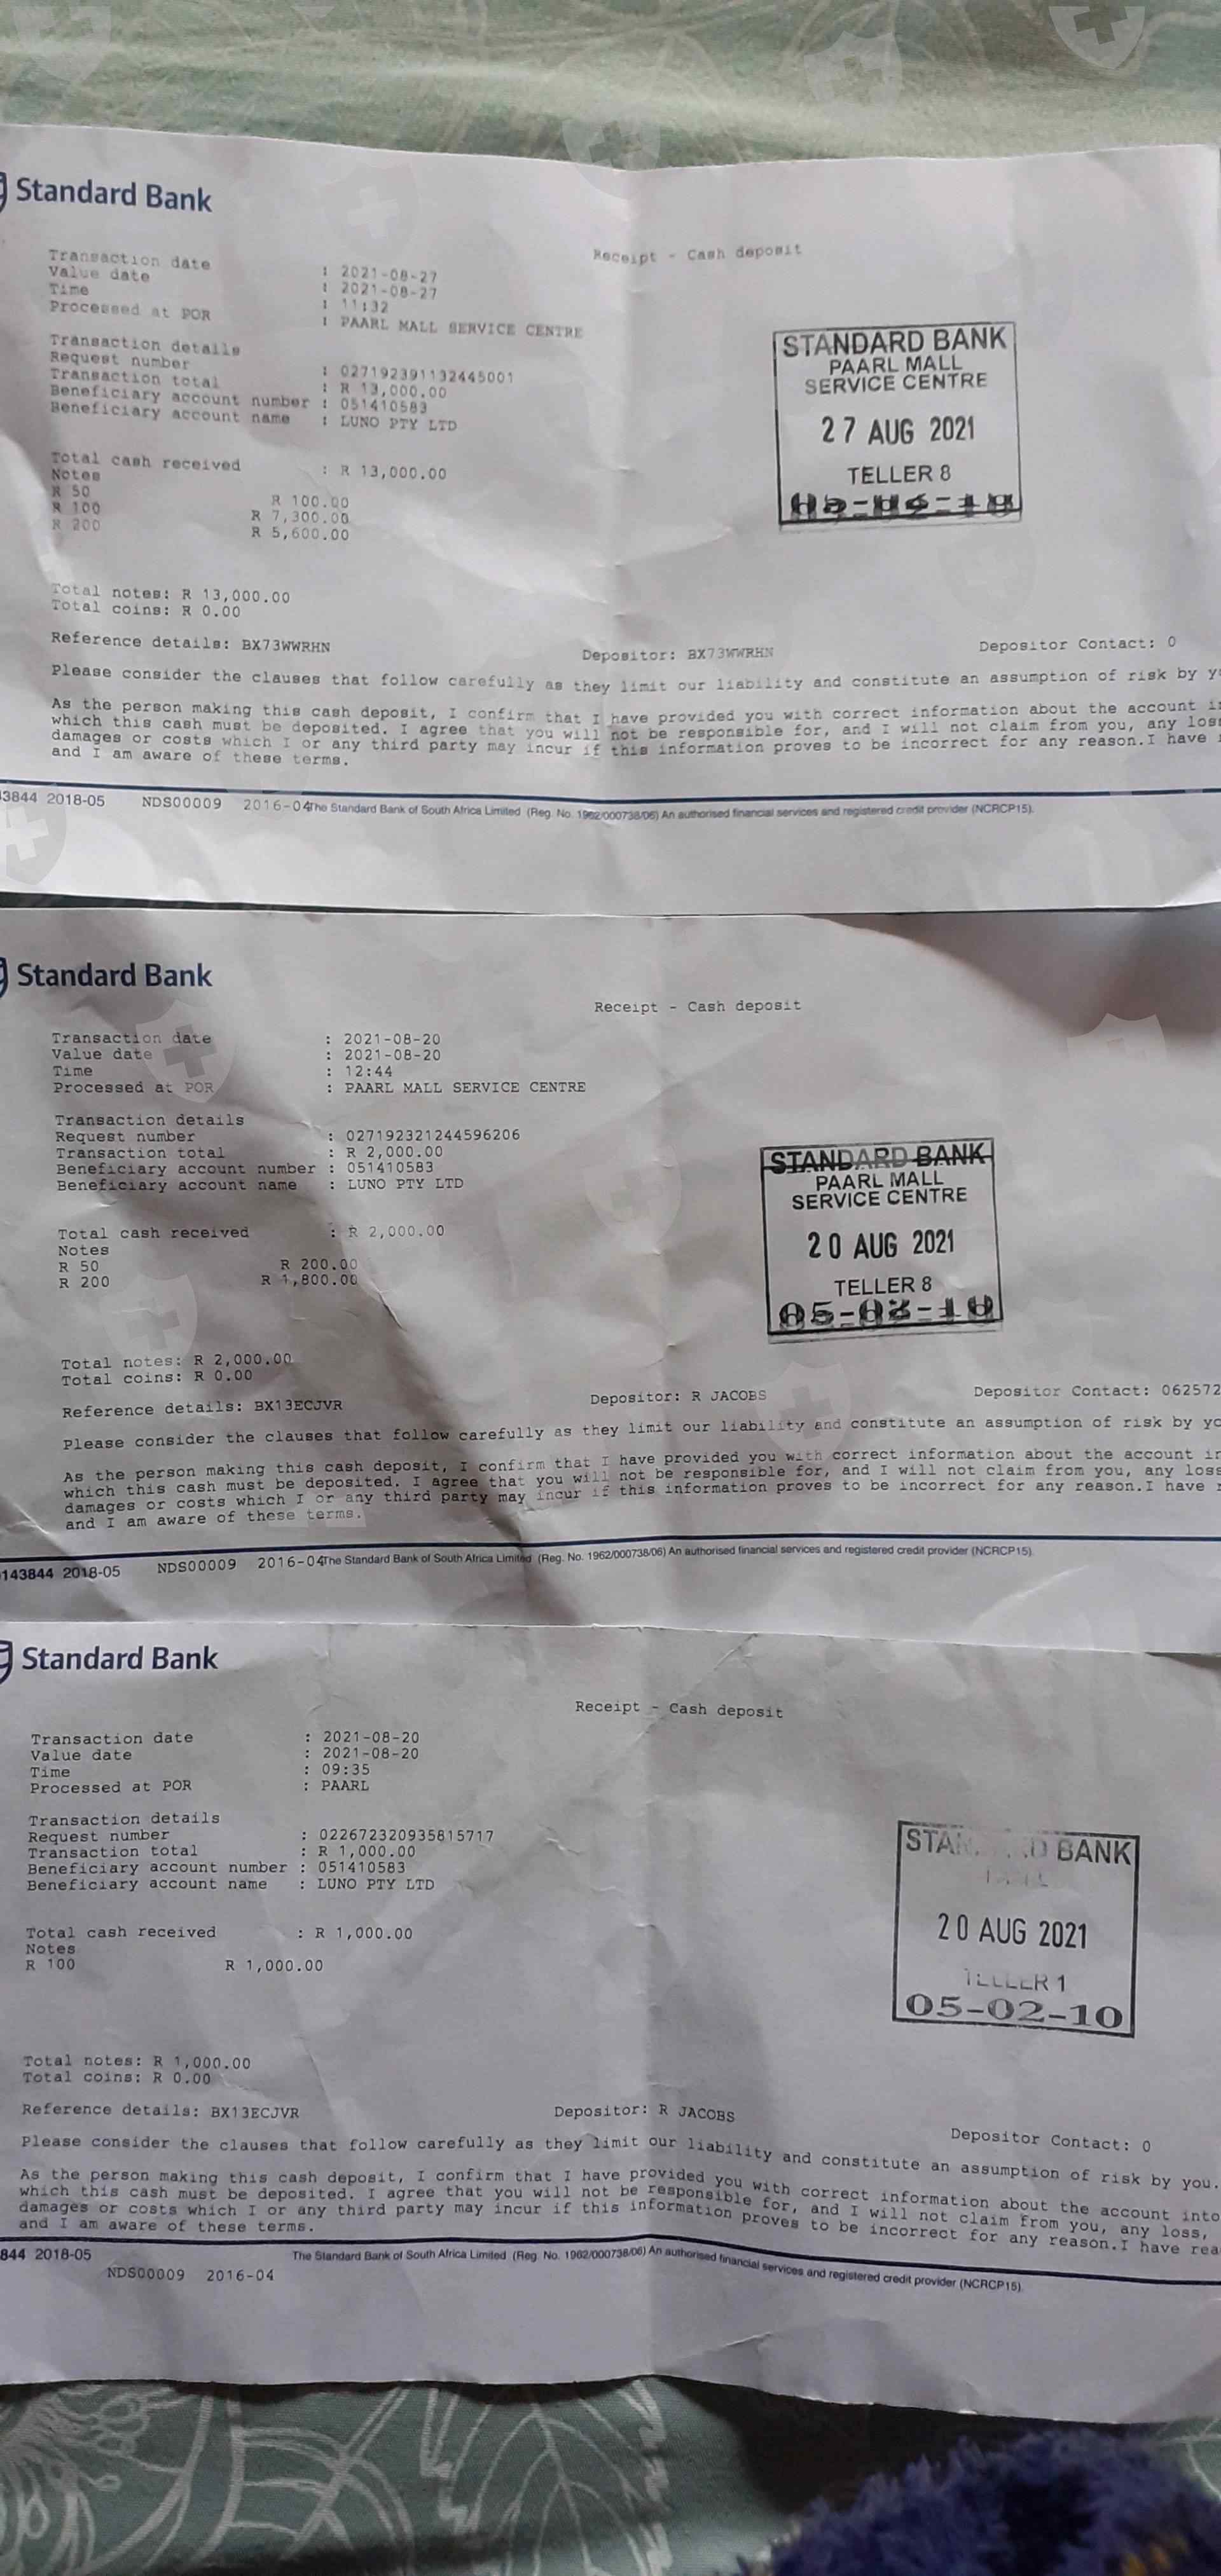 Standard Bank
Receipt - Cash deposit
Transaction date : 2021-08-27
Value date : 2021-08-27
Time : 11:32
Processed at POR : PAARL MALL SERVICE CENTRE
Transaction details
Request number : 027192391132445001
Transaction total : R 13,000.00
Beneficiary account number : 051410583
Beneficiary account name : LUNO PTY LTD
STANDARD BANK
PAARL MALL
SERVICE CENTRE
27 AUG 2021
TELLER 8
Total cash received : R 13,000.00
Notes
R 50 R 100.00
R 100 R 7,300.00
R 200 R 5,600.00
Total notes: R 13,000.00
Total coins: R 0.00
Reference details: BX73WWRHN Depositor: BX73WWRHN Depositor Contact: 0
Please consider the clauses that follow carefully as they limit our liability and constitute an assumption of risk by
As the person making this cash deposit, I confirm that I have provided you with correct information about the account
which this cash must be deposited. I agree that you will not be responsible for, and I will not claim from you, any
damages or costs which I or any third party may incur if this information proves to be incorrect for any reason.I have
and I am aware of these terms.
3844 2018-05 NDS00009 2016-04 The Standard Bank of South Africa Limited (Reg. No. 1962/000738/06) An authorised financial services and registered credit provider (NCRCP15).
Standard Bank
Receipt - Cash deposit
Transaction date : 2021-08-20
Value date : 2021-08-20
Time : 12:44
Processed at POR : PAARL MALL SERVICE CENTRE
Transaction details
Request number : 027192321244596206
Transaction total : R 2,000.00
Beneficiary account number : 051410583
Beneficiary account name : LUNO PTY LTD
STANDARD BANK
PAARL MALL
SERVICE CENTRE
20 AUG 2021
TELLER 8
Total cash received : R 2,000.00
Notes
R 50 R 200.00
R 200 R 1,800.00
Total notes: R 2,000.00
Total coins: R 0.00
Reference details: BX13ECJVR Depositor: R JACOBS Depositor Contact: 062572
Please consider the clauses that follow carefully as they limit our liability and constitute an assumption of risk by
As the person making this cash deposit, I confirm that I have provided you with correct information about the account
which this cash must be deposited. I agree that you will not be responsible for, and I will not claim from you, any loss
damages or costs which I or any third party may incur if this information proves to be incorrect for any reason.I have
and I am aware of these terms.
143844 2018-05 NDS00009 2016-04 The Standard Bank of South Africa Limited (Reg. No. 1962/000738/06) An authorised financial services and registered credit provider (NCRCP15).
Standard Bank
Receipt - Cash deposit
Transaction date : 2021-08-20
Value date : 2021-08-20
Time : 09:35
Processed at POR : PAARL
Transaction details
Request number : 022672320935815717
Transaction total : R 1,000.00
Beneficiary account number : 051410583
Beneficiary account name : LUNO PTY LTD
BANK
20 AUG 2021
TELLER 1
05-02-10
Total cash received : R 1,000.00
Notes
R 100 R 1,000.00
Total notes: R 1,000.00
Total coins: R 0.00
Reference details: BX13ECJVR Depositor: R JACOBS Depositor Contact: 0
Please consider the clauses that follow carefully as they limit our liability and constitute an assumption of risk by you.
As the person making this cash deposit, I confirm that I have provided you with correct information about the account into
which this cash must be deposited. I agree that you will not be responsible for, and I will not claim from you, any loss,
damages or costs which I or any third party may incur if this information proves to be incorrect for any reason.I have
and I am aware of these terms.
844 2018-05 The Standard Bank of South Africa Limited (Reg. No. 1962/000738/06) An authorised financial services and registered credit provider (NCRCP15).
NDS00009 2016-04